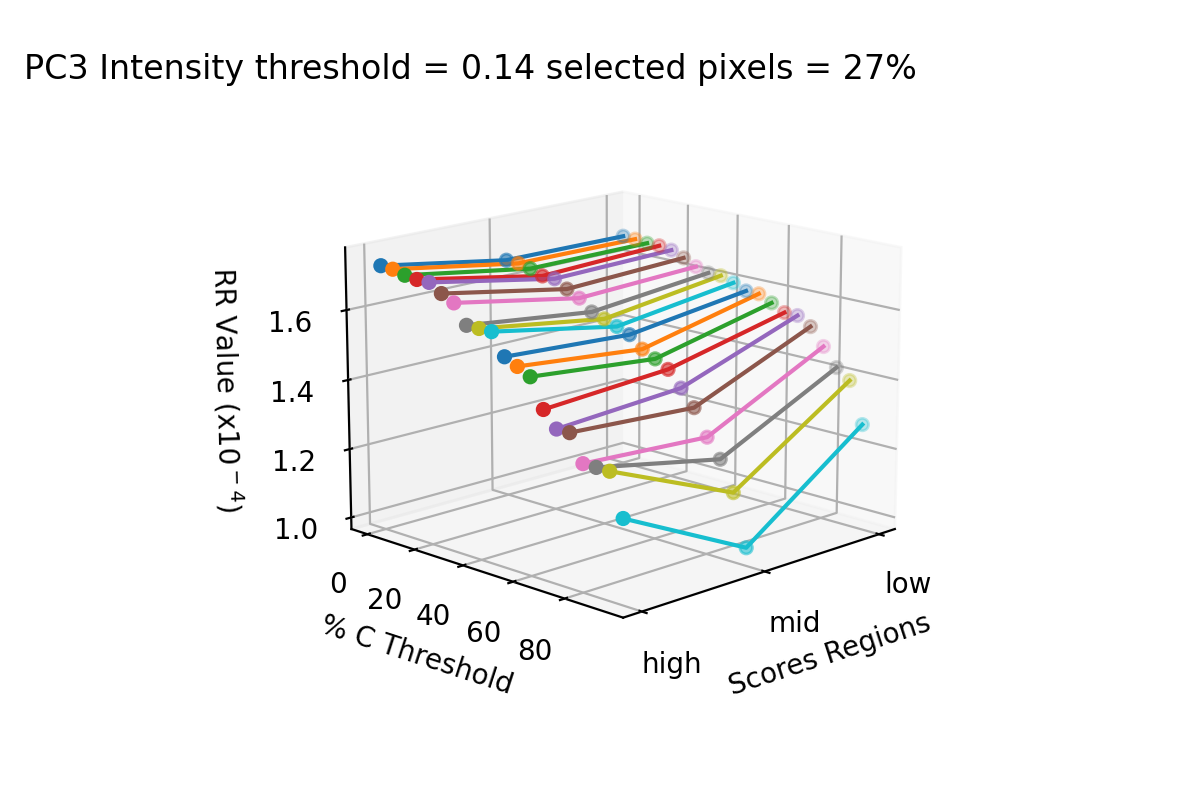 PC3 Intensity threshold = 0.14 selected pixels = 27%
RR Value (x10⁻⁴)
1.6
1.4
1.2
1.0
0
20
40
60
80
% C Threshold
low
mid
high
Scores Regions